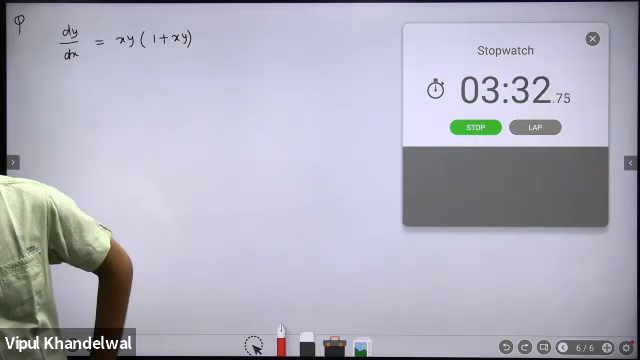 φ dy/dx = xy ( 1 + xy)
Stopwatch
03:32.75
STOP LAP
Vipul Khandelwal
6 / 6